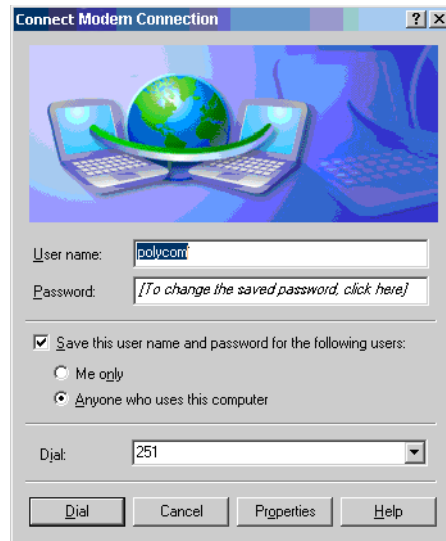 Connect Modem Connection
User name: polycom
Password: [To change the saved password, click here]
Save this user name and password for the following users:
Me only
Anyone who uses this computer
Dial: 251
Dial Cancel Properties Help